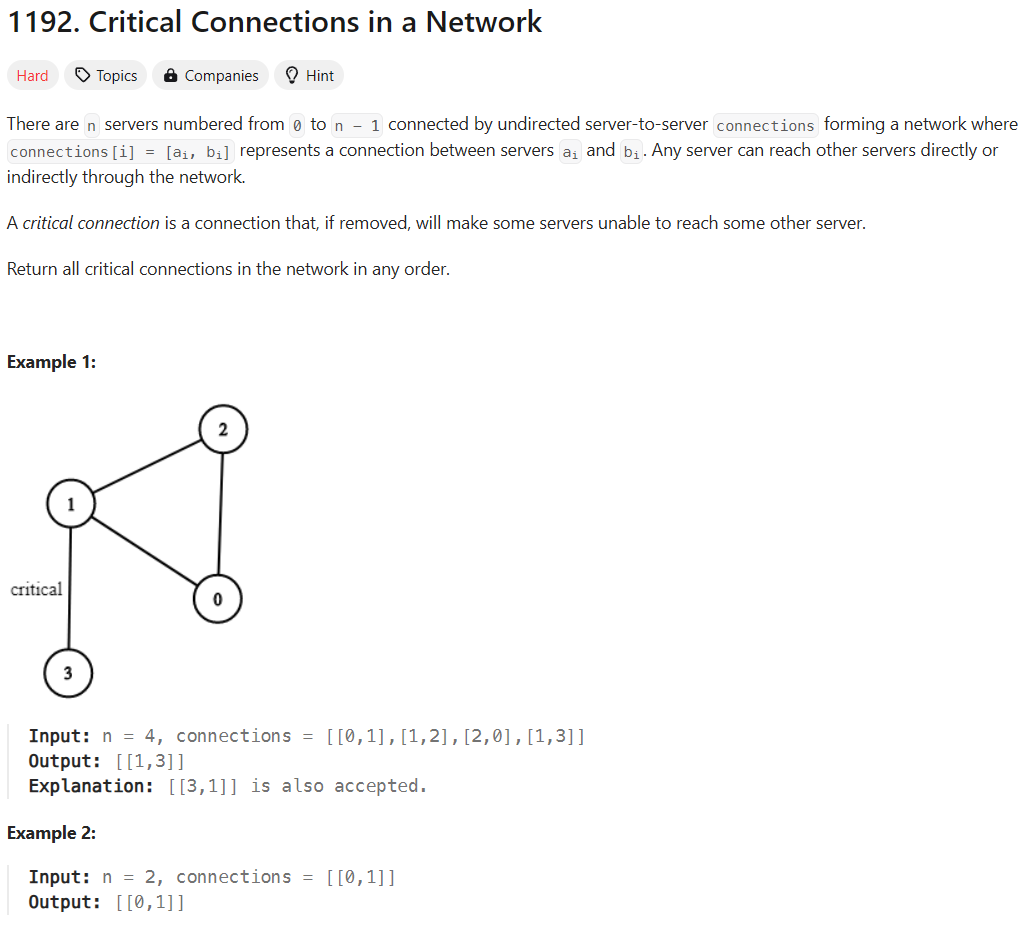 1192. Critical Connections in a Network
Hard Topics Companies Hint
There are n servers numbered from 0 to n - 1 connected by undirected server-to-server connections forming a network where
connections[i] = [ai, bi] represents a connection between servers ai and bi. Any server can reach other servers directly or
indirectly through the network.
A critical connection is a connection that, if removed, will make some servers unable to reach some other server.
Return all critical connections in the network in any order.
Example 1:
2
1
critical
0
3
Input: n = 4, connections = [[0,1],[1,2],[2,0],[1,3]]
Output: [[1,3]]
Explanation: [[3,1]] is also accepted.
Example 2:
Input: n = 2, connections = [[0,1]]
Output: [[0,1]]